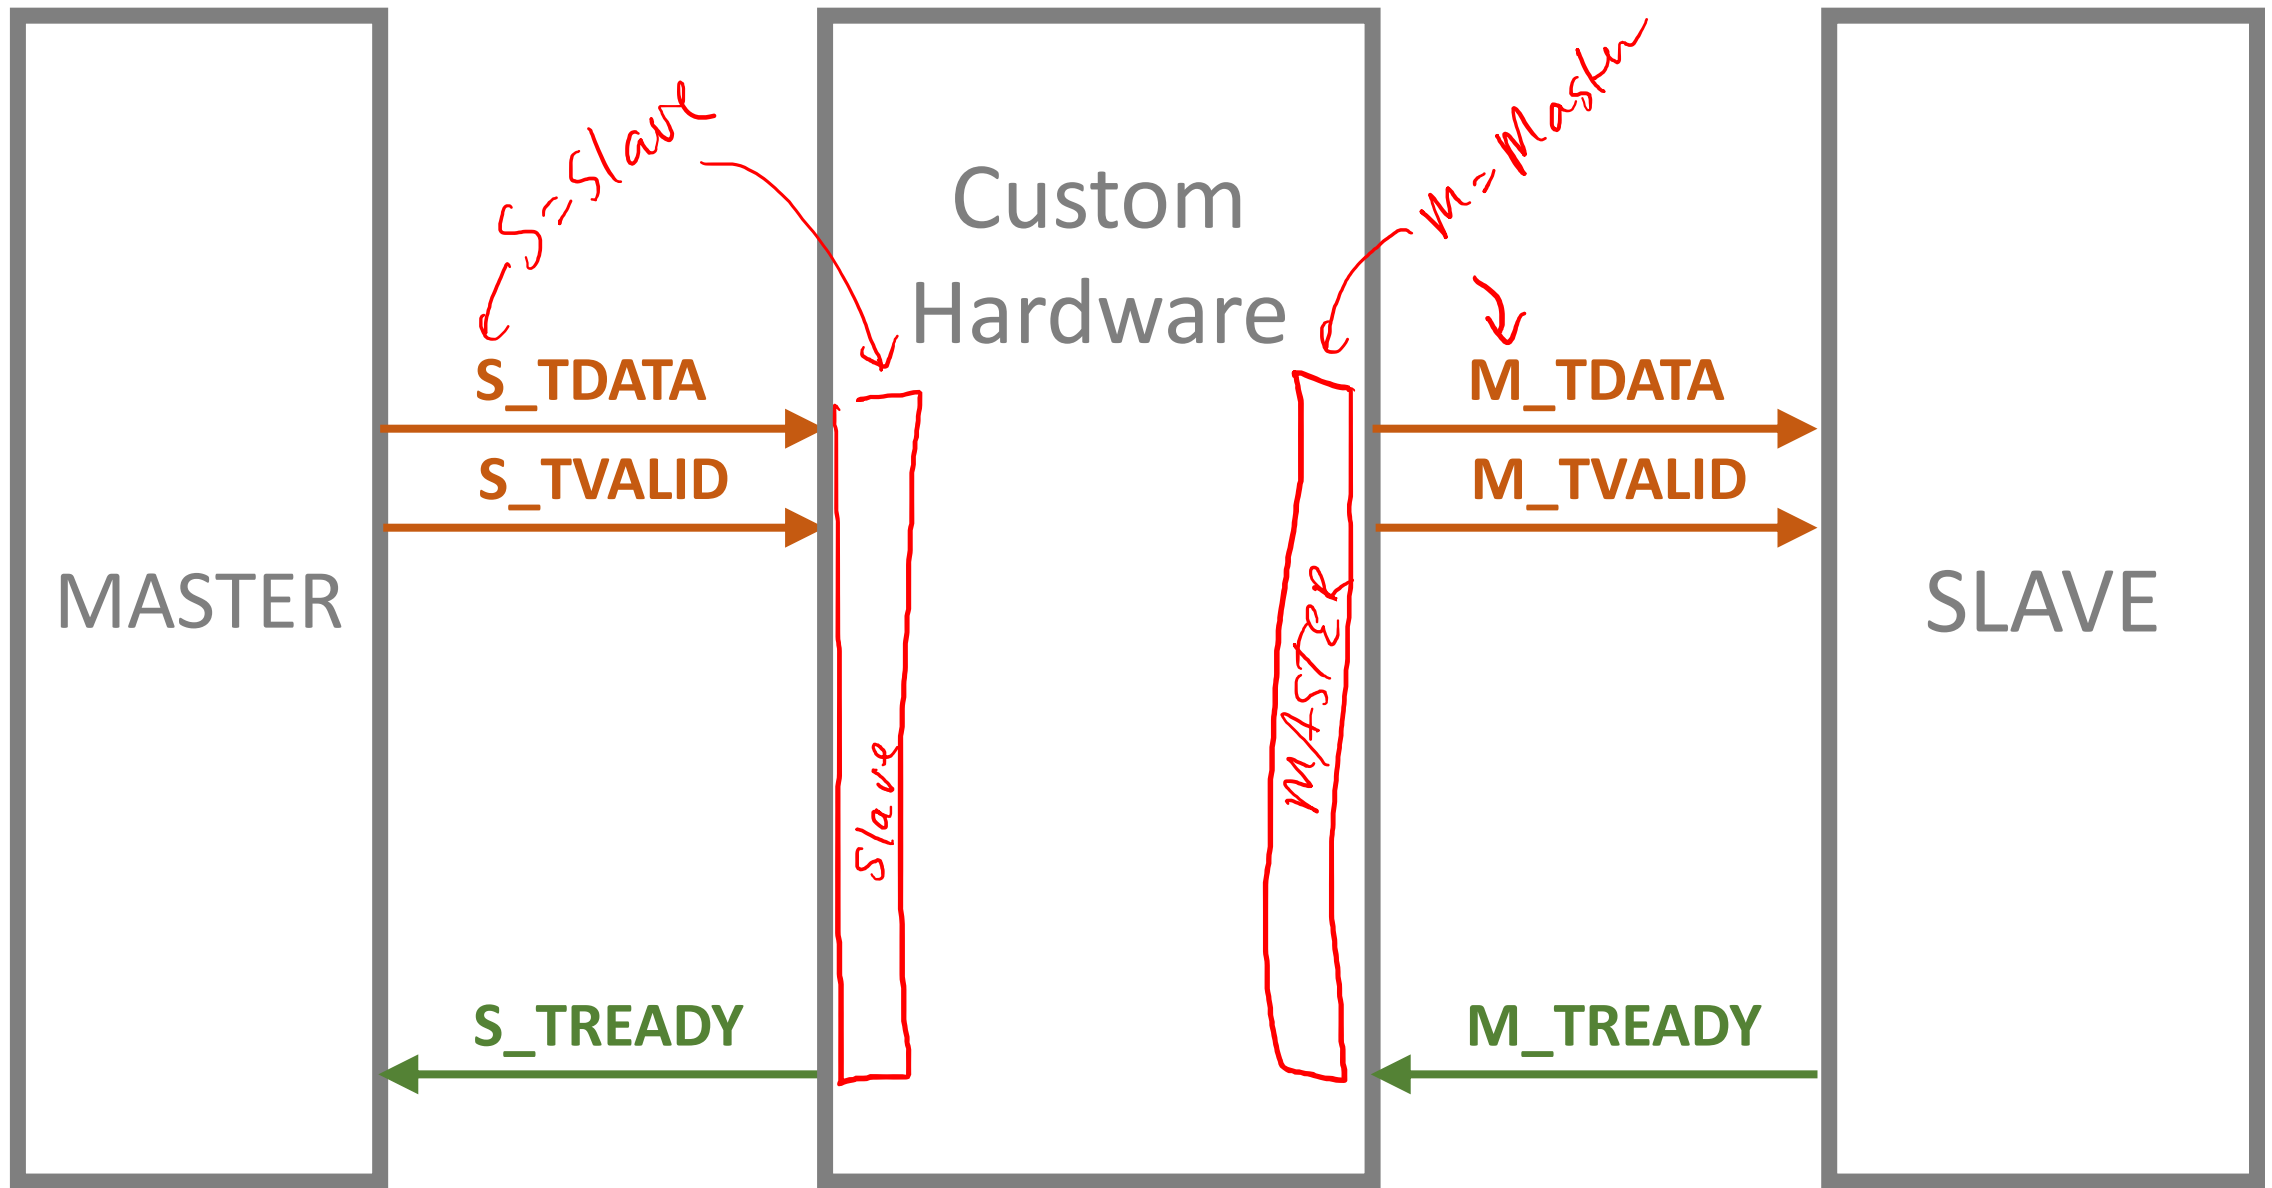 S=Slave
m=Master
Custom
Hardware
S_TDATA
M_TDATA
S_TVALID
M_TVALID
MASTER
SLAVE
Slave
MASTER
S_TREADY
M_TREADY